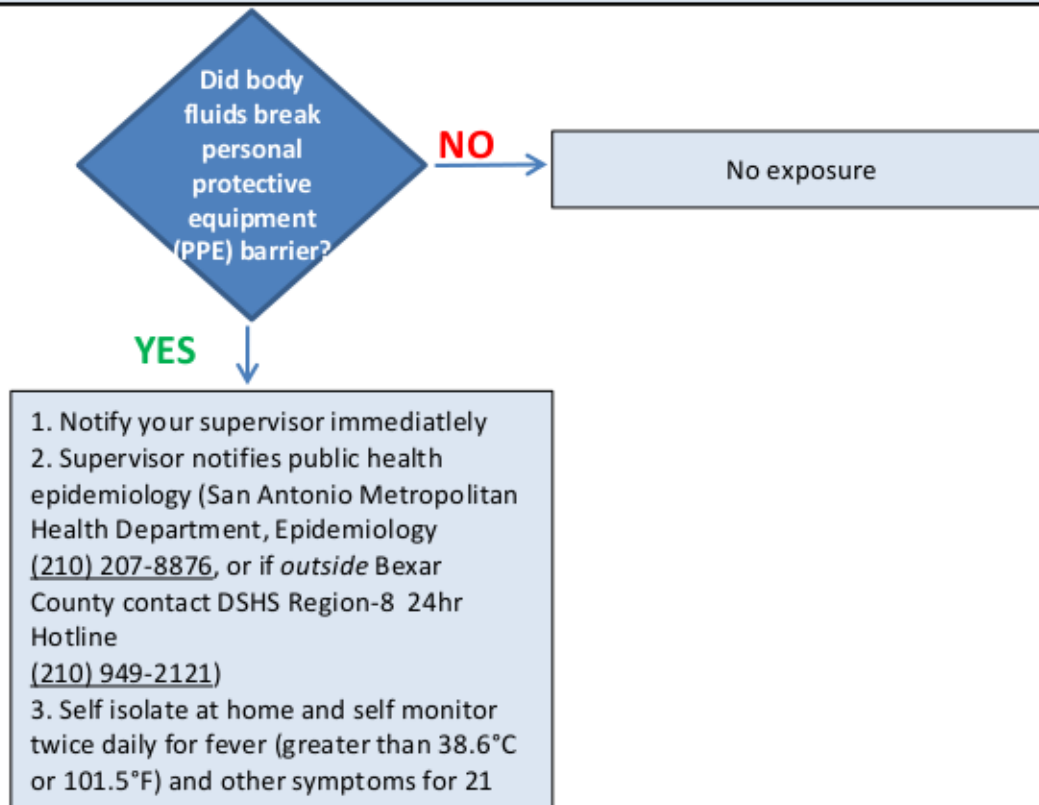 Did body
fluids break
personal
protective
equipment
(PPE) barrier?
NO
No exposure
YES
1. Notify your supervisor immediatlely
2. Supervisor notifies public health
epidemiology (San Antonio Metropolitan
Health Department, Epidemiology
(210) 207-8876, or if outside Bexar
County contact DSHS Region-8 24hr
Hotline
(210) 949-2121)
3. Self isolate at home and self monitor
twice daily for fever (greater than 38.6°C
or 101.5°F) and other symptoms for 21